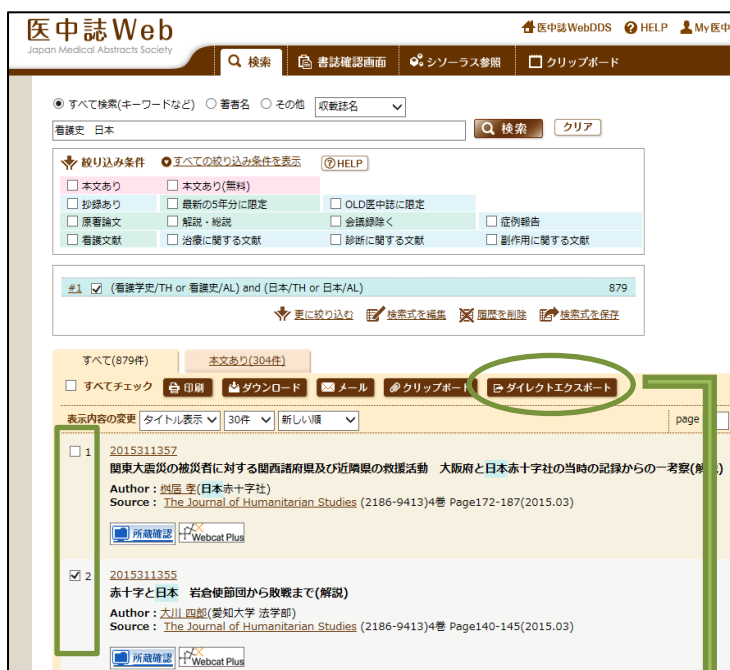 医中誌Web
Japan Medical Abstracts Society
医中誌WebDDS HELP My医中
検索 書誌確認画面 シソーラス参照 クリップボード
すべて検索(キーワードなど) 著者名 その他 収載誌名
看護史 日本 検索 クリア
絞り込み条件 すべての絞り込み条件を表示 HELP
本文あり 本文あり(無料)
抄録あり 最新の5年分に限定 OLD医中誌に限定
原著論文 解説・総説 会議録除く 症例報告
看護文献 治療に関する文献 診断に関する文献 副作用に関する文献
#1 (看護学史/TH or 看護史/AL) and (日本/TH or 日本/AL) 879
更に絞り込む 検索式を編集 履歴を削除 検索式を保存
すべて(879件) 本文あり(304件)
すべてチェック 印刷 ダウンロード メール クリップボード ダイレクトエクスポート
表示内容の変更 タイトル表示 30件 新しい順 page
1 2015311357
関東大震災の被災者に対する関西諸府県及び近隣県の救援活動 大阪府と日本赤十字社の当時の記録からの一考察(解説)
Author : 桝居 孝(日本赤十字社)
Source : The Journal of Humanitarian Studies (2186-9413)4巻 Page172-187(2015.03)
所蔵確認 Webcat Plus
2 2015311355
赤十字と日本 岩倉使節団から敗戦まで(解説)
Author : 大川 四郎(愛知大学 法学部)
Source : The Journal of Humanitarian Studies (2186-9413)4巻 Page140-145(2015.03)
所蔵確認 Webcat Plus